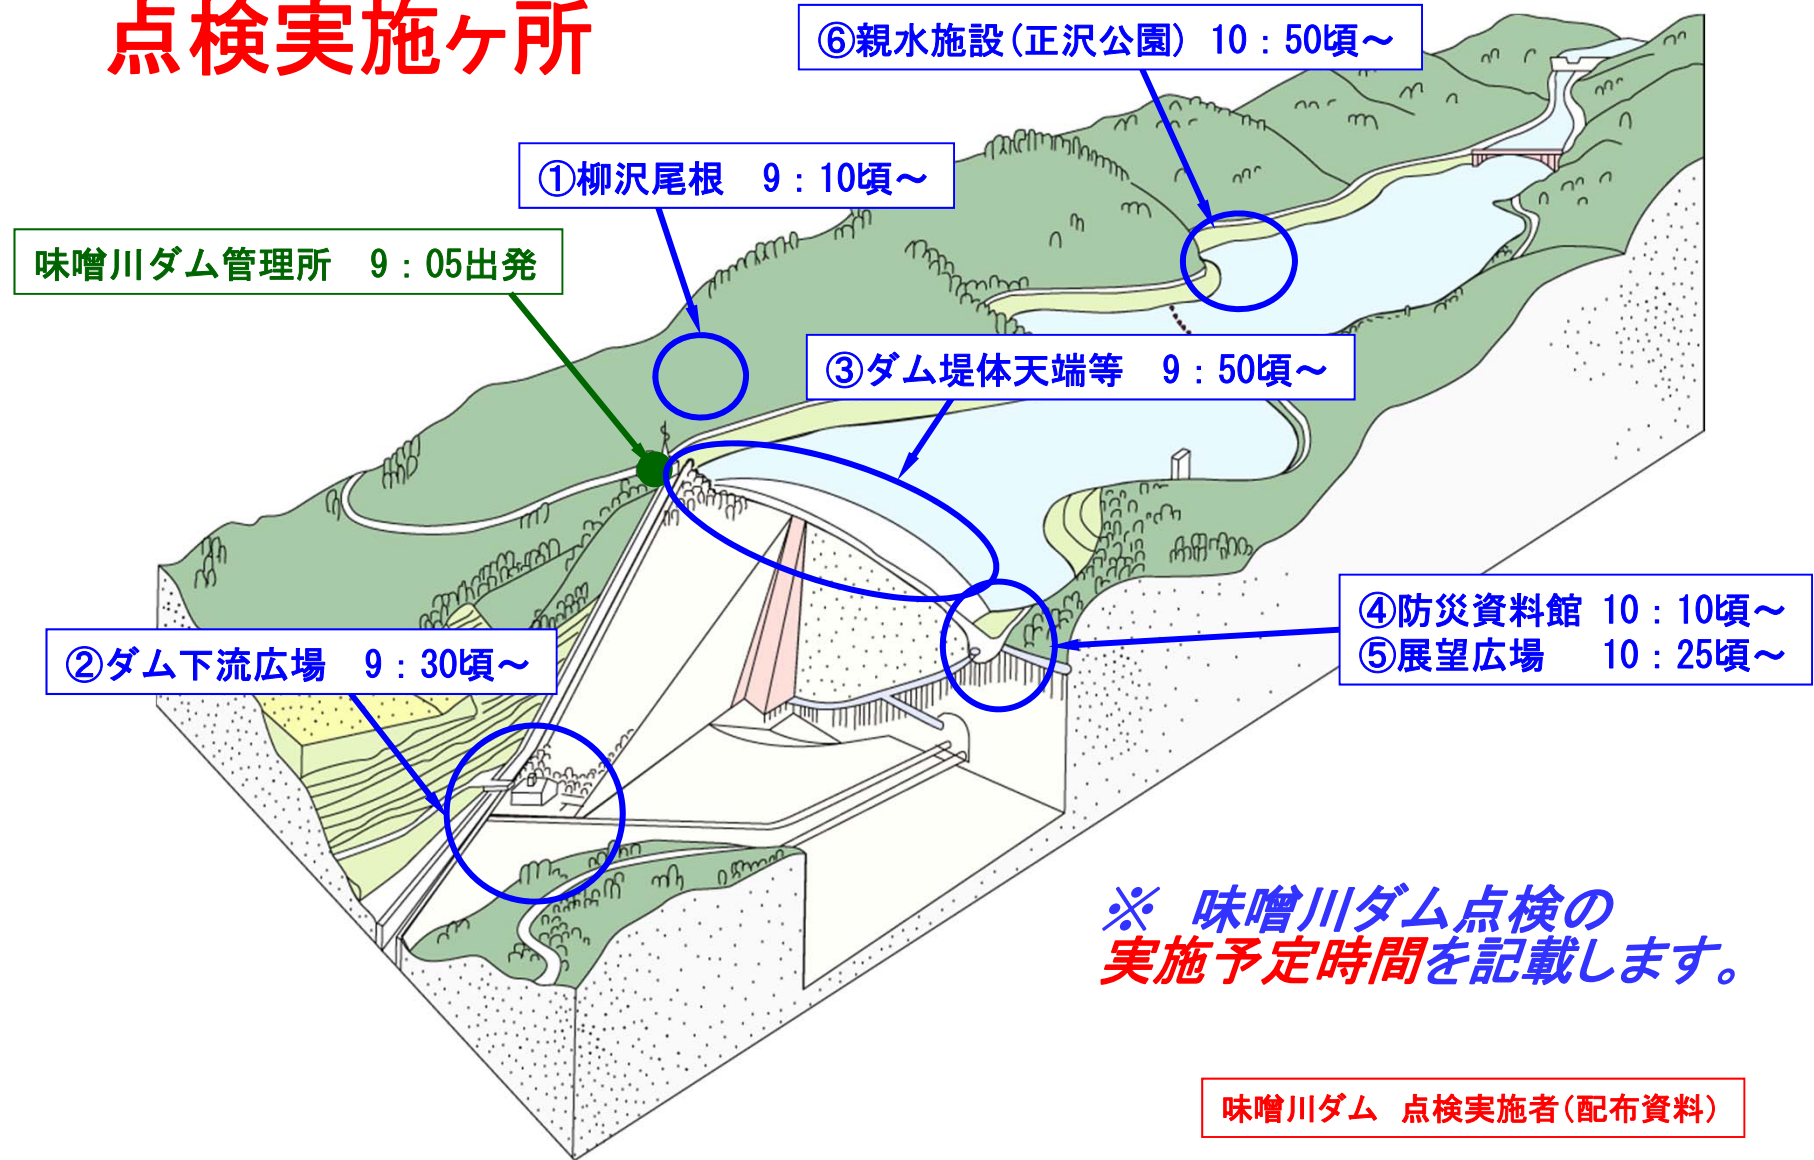 点検実施ヶ所
⑥親水施設(正沢公園) 10：50頃～
①柳沢尾根　9：10頃～
味噌川ダム管理所　9：05出発
③ダム堤体天端等　9：50頃～
④防災資料館 10：10頃～
⑤展望広場　10：25頃～
②ダム下流広場　9：30頃～
※ 味噌川ダム点検の
実施予定時間を記載します。
味噌川ダム　点検実施者(配布資料)